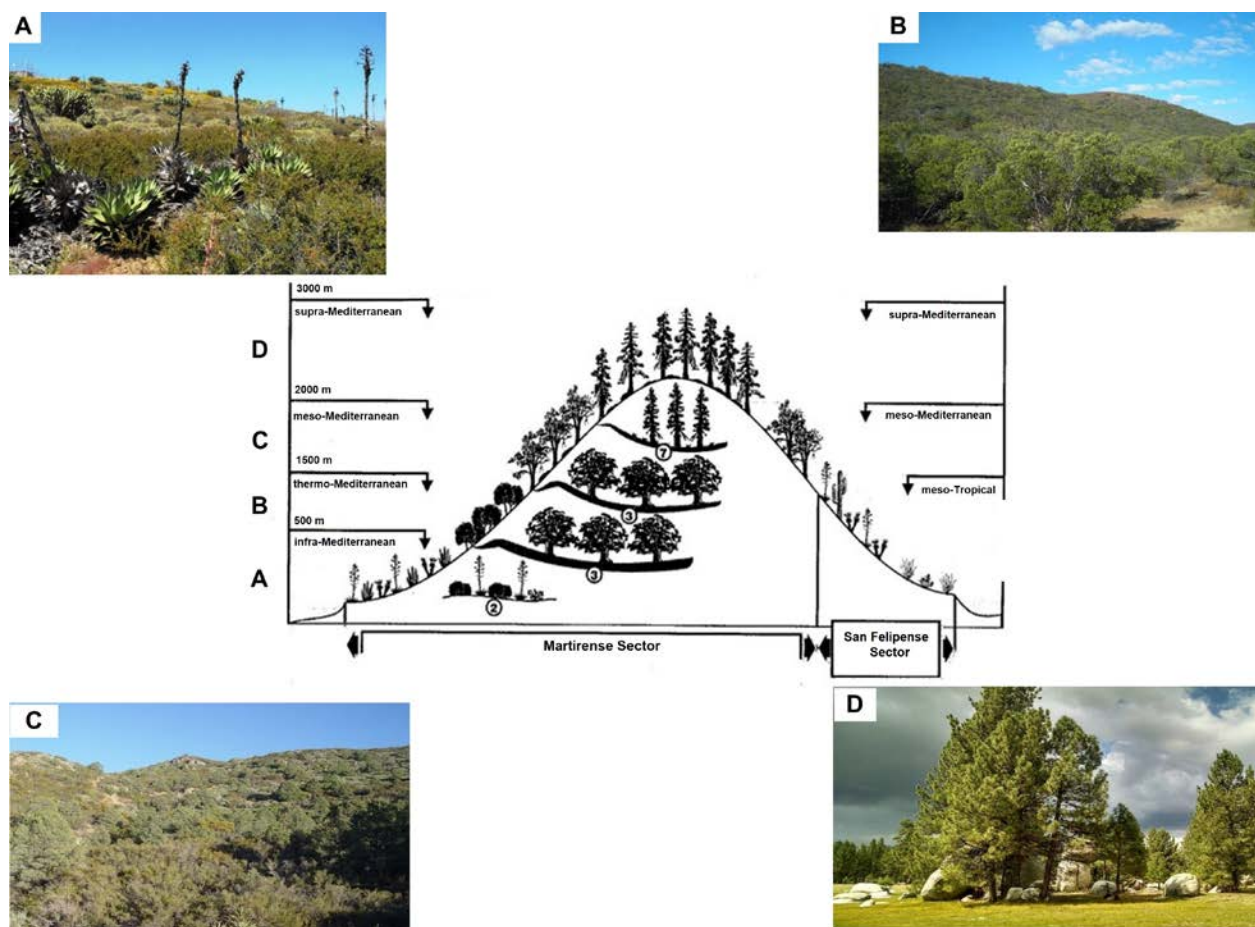 A
B
3000 m
supra-Mediterranean
supra-Mediterranean
D
2000 m
meso-Mediterranean
meso-Mediterranean
C
7
1500 m
thermo-Mediterranean
meso-Tropical
B
3
500 m
infra-Mediterranean
3
A
2
Martirense Sector
San Felipense
Sector
C
D